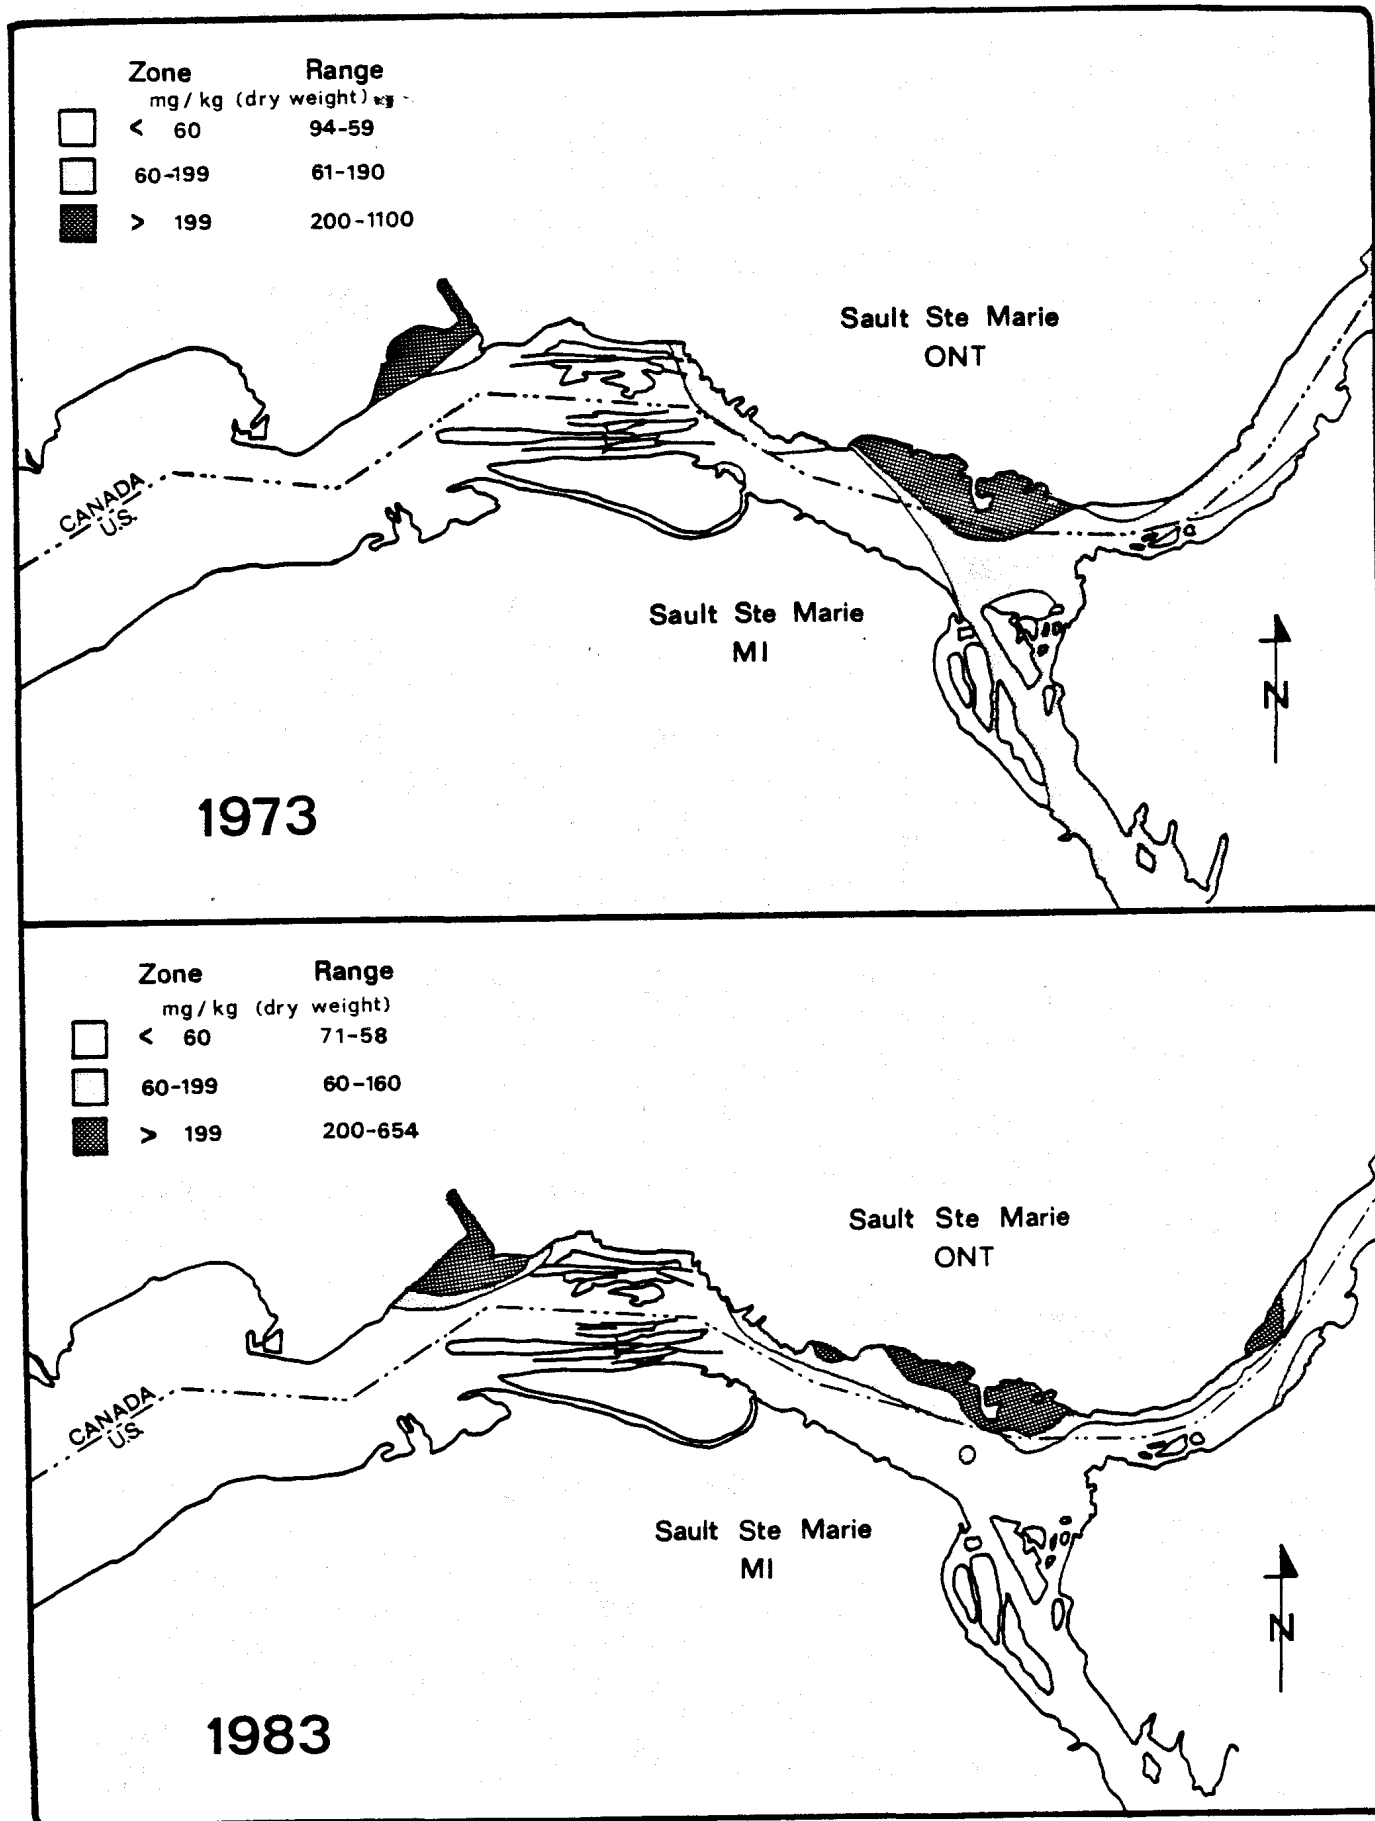 Zone Range
mg/kg (dry weight)
< 60 94-59
60-199 61-190
> 199 200-1100
Sault Ste Marie
ONT
CANADA
U.S.
Sault Ste Marie
MI
N
1973
Zone Range
mg/kg (dry weight)
< 60 71-58
60-199 60-160
> 199 200-654
Sault Ste Marie
ONT
CANADA
U.S.
Sault Ste Marie
MI
N
1983